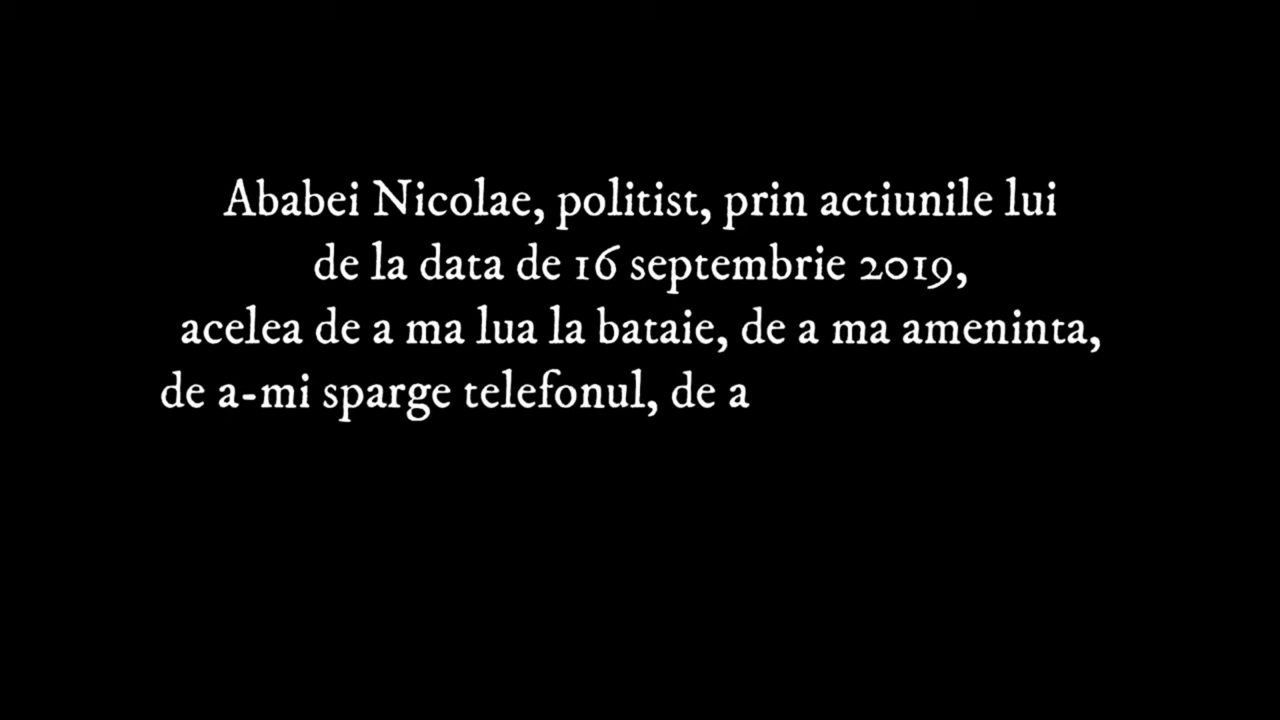 Ababei Nicolae, politist, prin actiunile lui
de la data de 16 septembrie 2019,
acelea de a ma lua la bataie, de a ma ameninta,
de a-mi sparge telefonul, de a